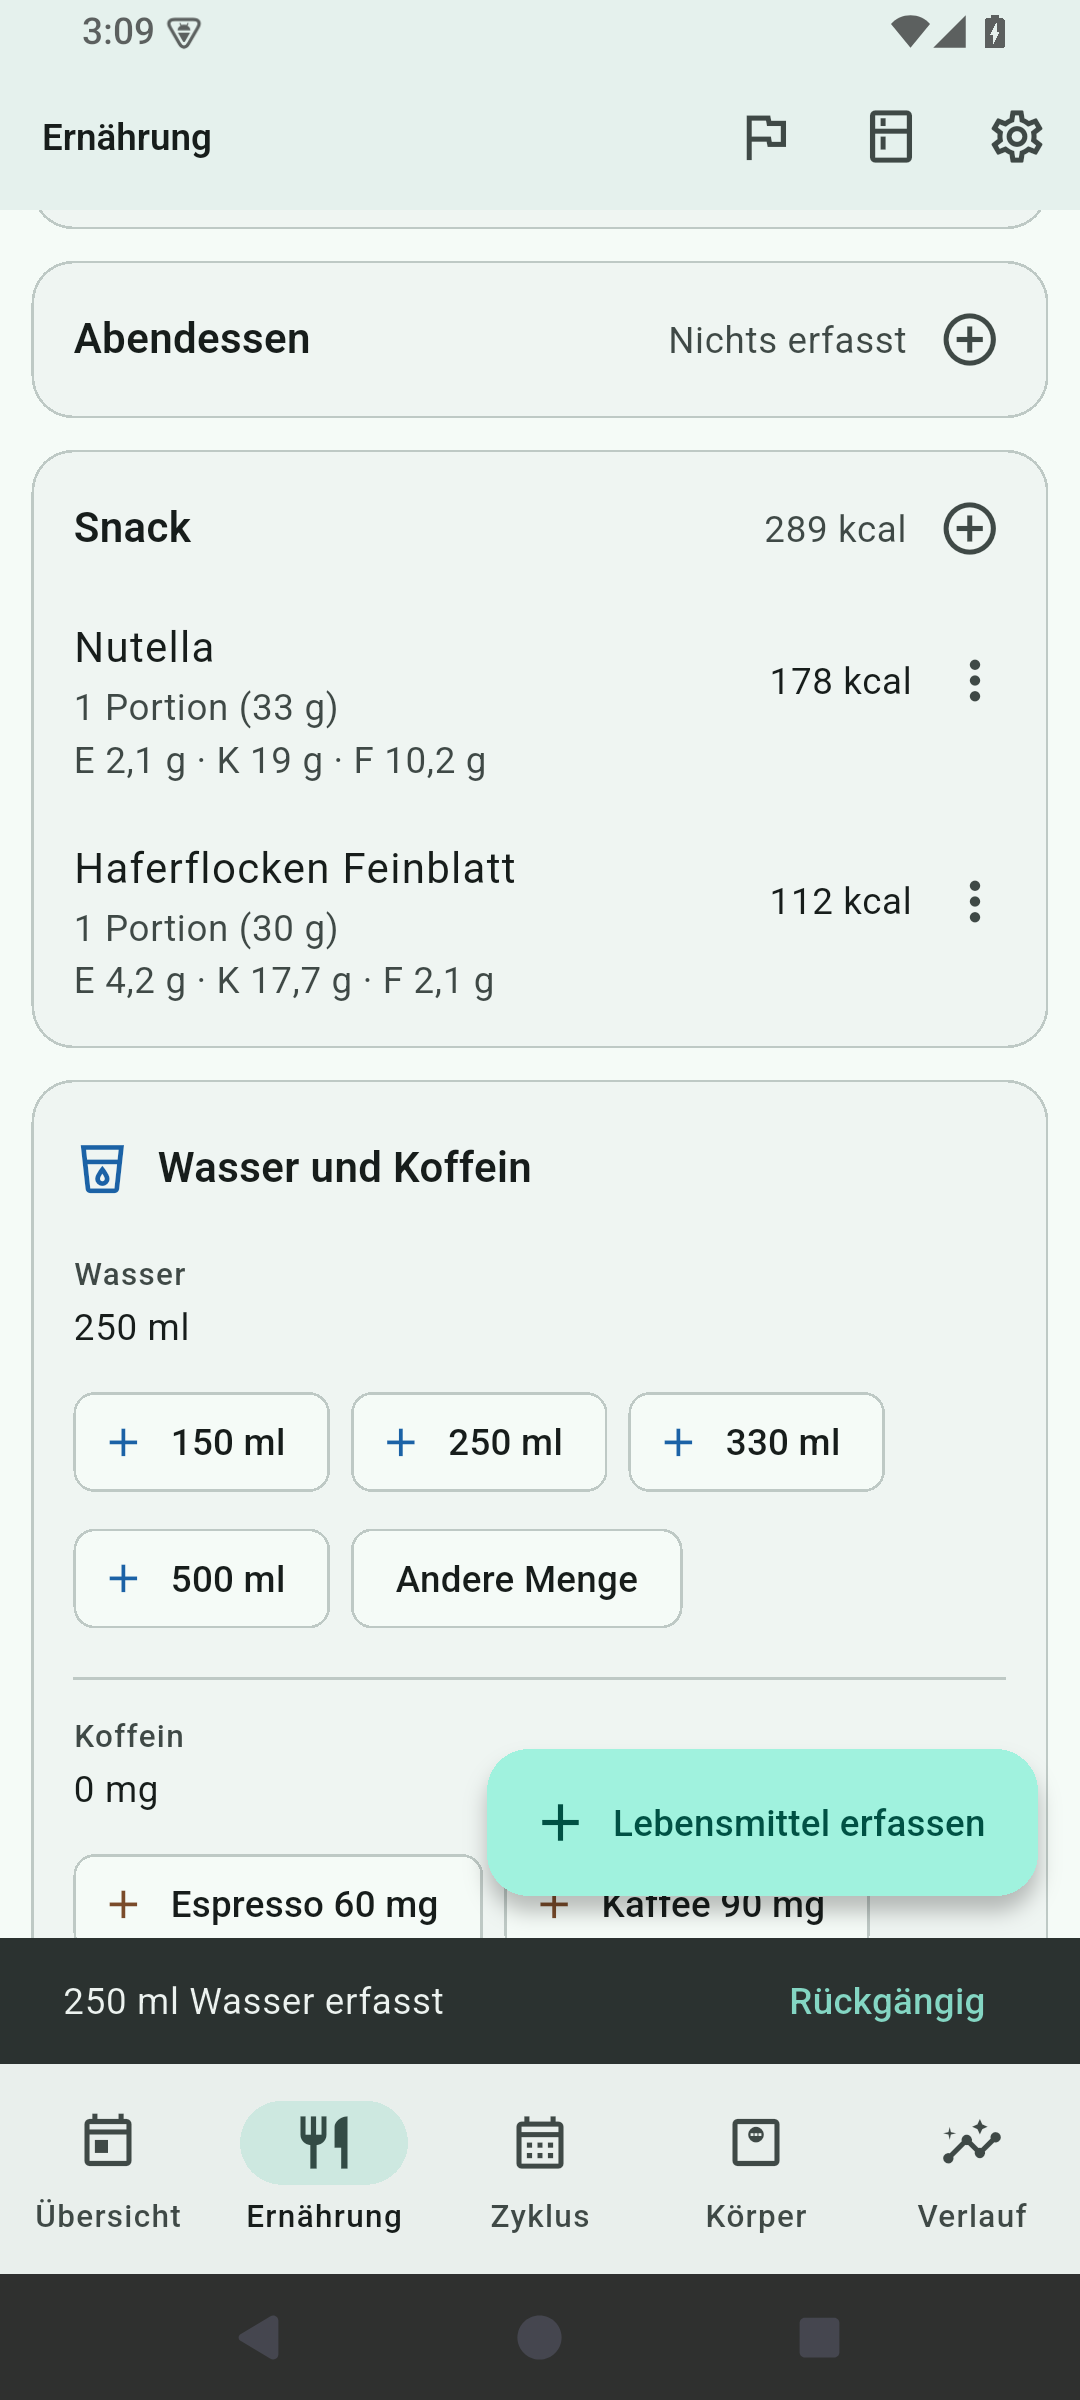 3:09
Ernährung
Abendessen
Nichts erfasst
Snack
289 kcal
Nutella
1 Portion (33 g)
E 2,1 g · K 19 g · F 10,2 g
178 kcal
Haferflocken Feinblatt
1 Portion (30 g)
E 4,2 g · K 17,7 g · F 2,1 g
112 kcal
Wasser und Koffein
Wasser
250 ml
150 ml
250 ml
330 ml
500 ml
Andere Menge
Koffein
0 mg
Lebensmittel erfassen
Espresso 60 mg
Kaffee 90 mg
250 ml Wasser erfasst
Rückgängig
Übersicht
Ernährung
Zyklus
Körper
Verlauf